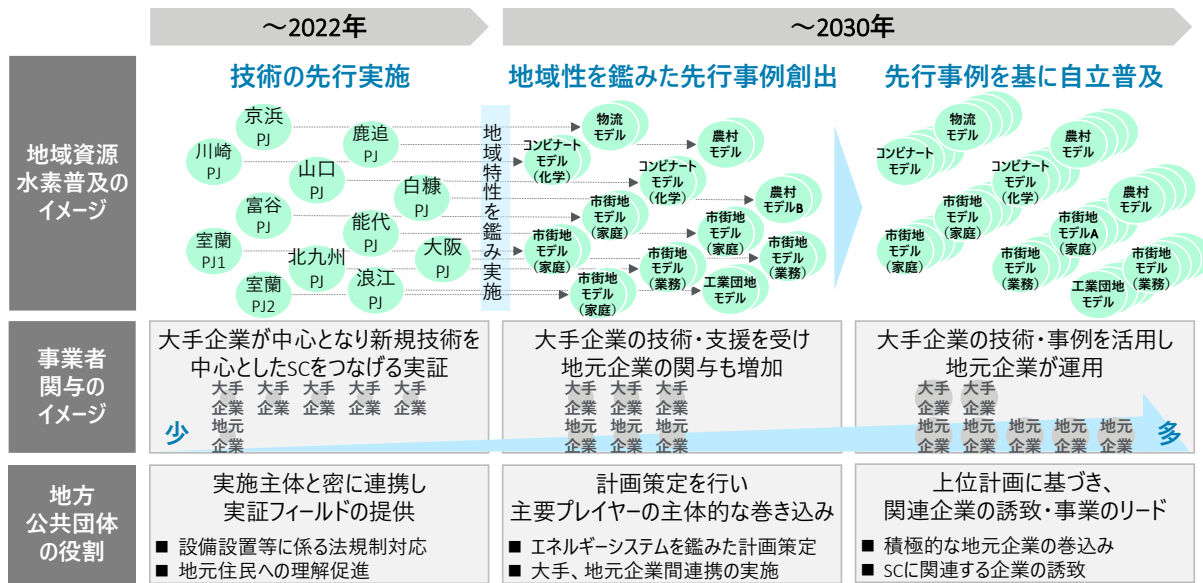 ～2022年
～2030年
地域資源
水素普及の
イメージ
技術の先行実施
地域性を鑑みた先行事例創出
先行事例を基に自立普及
京浜
PJ
川崎
PJ
鹿追
PJ
山口
PJ
白糠
PJ
富谷
PJ
能代
PJ
室蘭
PJ1
北九州
PJ
大阪
PJ
室蘭
PJ2
浪江
PJ
地域特性を鑑み実施
物流
モデル
コンビナート
モデル
(化学)
農村
モデル
コンビナート
モデル
(化学)
農村
モデルB
市街地
モデル
(家庭)
市街地
モデル
(家庭)
市街地
モデル
(家庭)
市街地
モデル
(業務)
市街地
モデル
(業務)
市街地
モデル
(家庭)
工業団地
モデル
物流
モデル
コンビナート
モデル
農村
モデル
コンビナート
モデル
(化学)
農村
モデル
市街地
モデル
(家庭)
市街地
モデルA
(家庭)
市街地
モデル
(家庭)
市街地
モデル
(業務)
市街地
モデル
(業務)
工業団地
モデル
事業者
関与の
イメージ
大手企業が中心となり新規技術を
中心としたSCをつなげる実証
大手 大手 大手 大手 大手
企業 企業 企業 企業 企業
地元
企業
少
大手企業の技術・支援を受け
地元企業の関与も増加
大手 大手 大手
企業 企業 企業
地元 地元 地元
企業 企業 企業
大手企業の技術・事例を活用し
地元企業が運用
大手 大手
企業 企業
地元 地元 地元 地元 地元
企業 企業 企業 企業 企業
多
地方
公共団体
の役割
実施主体と密に連携し
実証フィールドの提供
■ 設備設置等に係る法規制対応
■ 地元住民への理解促進
計画策定を行い
主要プレイヤーの主体的な巻き込み
■ エネルギーシステムを鑑みた計画策定
■ 大手、地元企業間連携の実施
上位計画に基づき、
関連企業の誘致・事業のリード
■ 積極的な地元企業の巻込み
■ SCに関連する企業の誘致